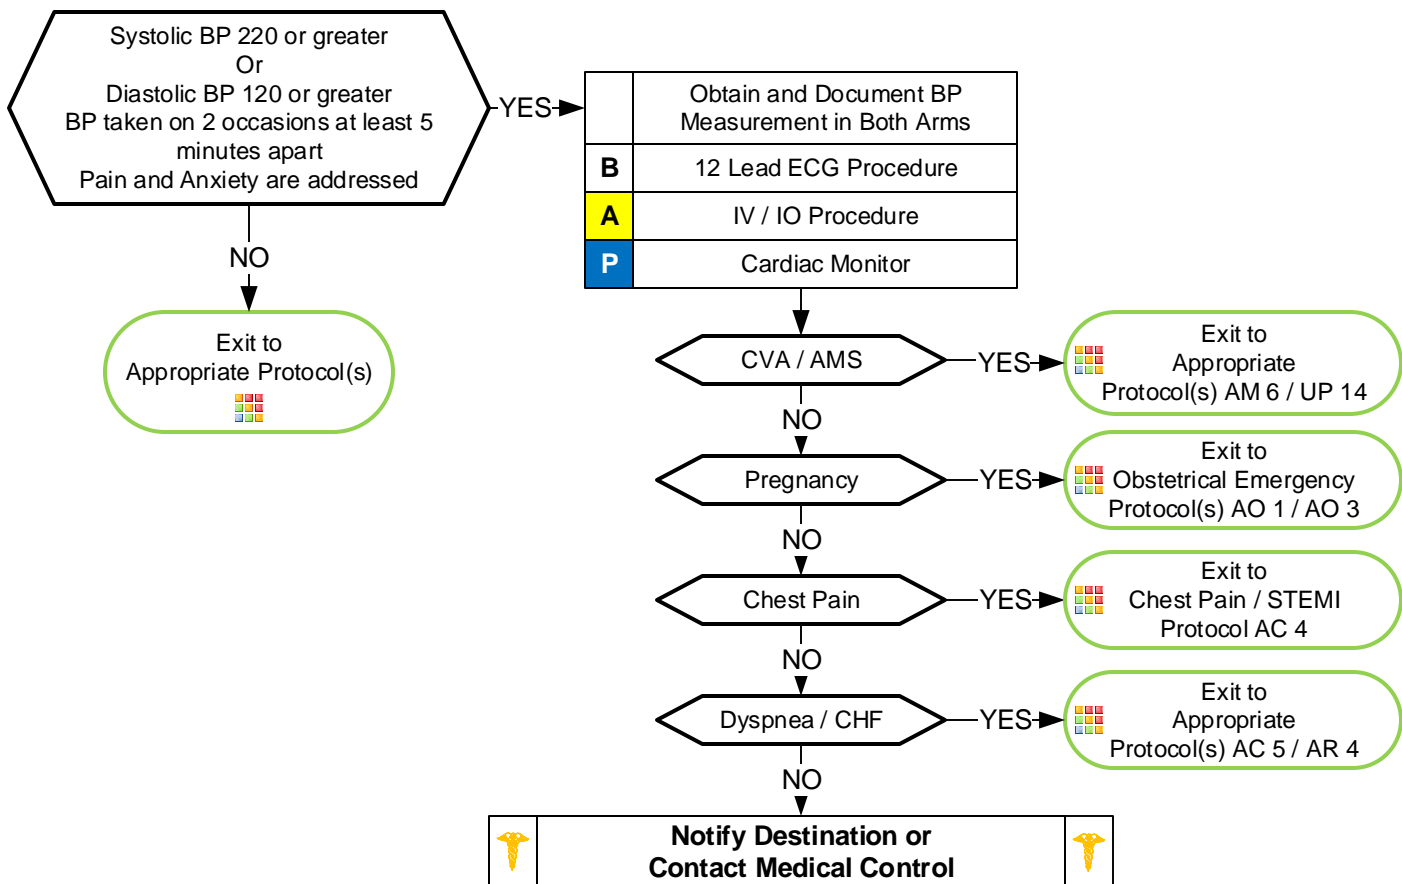 Systolic BP 220 or greater
Or
Diastolic BP 120 or greater
BP taken on 2 occasions at least 5
minutes apart
Pain and Anxiety are addressed
YES
NO
Exit to
Appropriate Protocol(s)
Obtain and Document BP
Measurement in Both Arms
B 12 Lead ECG Procedure
A IV / IO Procedure
P Cardiac Monitor
CVA / AMS
YES
Exit to
Appropriate
Protocol(s) AM 6 / UP 14
NO
Pregnancy
YES
Exit to
Obstetrical Emergency
Protocol(s) AO 1 / AO 3
NO
Chest Pain
YES
Exit to
Chest Pain / STEMI
Protocol AC 4
NO
Dyspnea / CHF
YES
Exit to
Appropriate
Protocol(s) AC 5 / AR 4
NO
Notify Destination or
Contact Medical Control